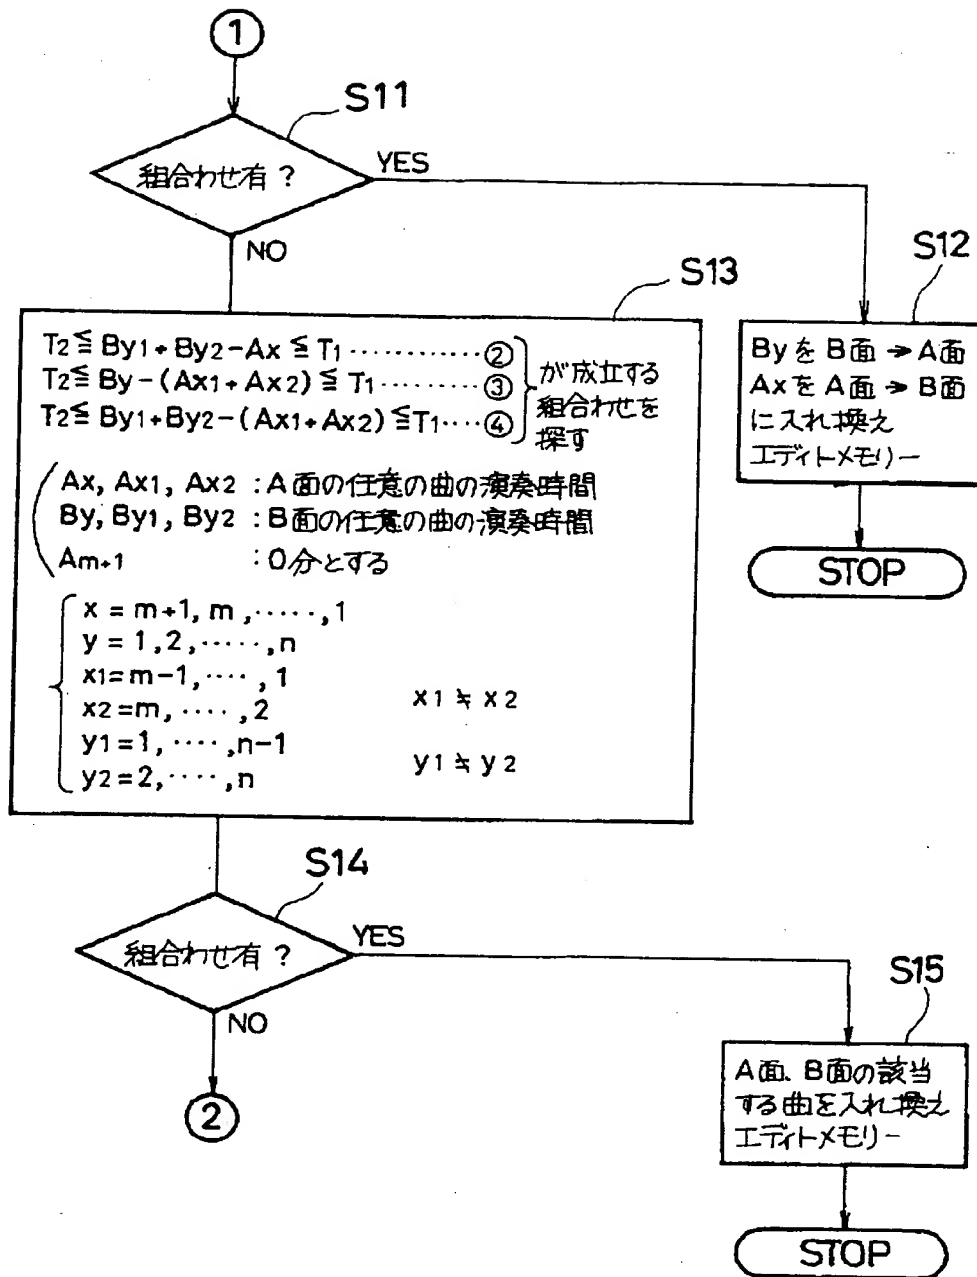 ①
S11
組合わせ有?
YES
NO
S12
Byを B面→A面
Axを A面→B面
に入れ換え
エディトメモリー
STOP
S13
T2≦By1+By2-Ax≦T1…………②
T2≦By-(Ax1+Ax2)≦T1………③
T2≦By1+By2-(Ax1+Ax2)≦T1‥‥④
が成立する
組合わせを
探す
Ax, Ax1, Ax2 :A面の任意の曲の演奏時間
By, By1, By2 :B面の任意の曲の演奏時間
Am+1 :0分とする
x = m+1, m ,‥‥‥,1
y = 1,2,‥‥‥,n
x1=m-1,‥‥, 1
x2=m,‥‥,2
x1≒x2
y1=1,‥‥,n-1
y2=2,‥‥,n
y1≒y2
S14
組合わせ有?
YES
NO
②
S15
A面、B面の該当
する曲を入れ換え
エディトメモリー
STOP